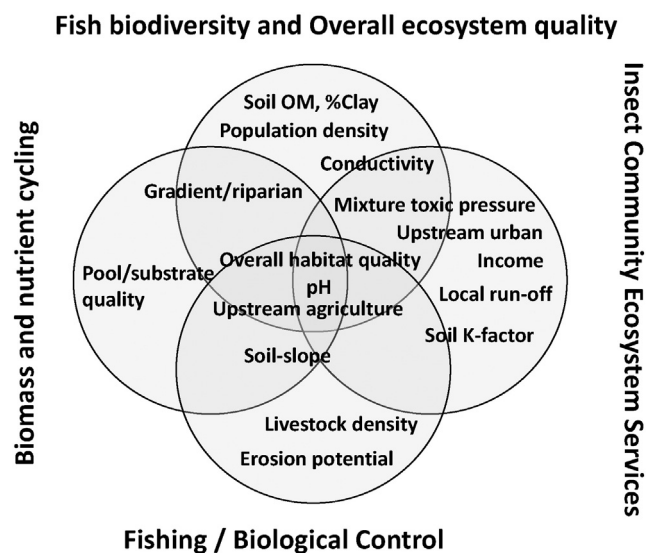 Fish biodiversity and Overall ecosystem quality
Soil OM, %Clay
Population density
Conductivity
Gradient/riparian
Mixture toxic pressure
Upstream urban
Overall habitat quality
Income
Pool/substrate
quality
pH
Local run-off
Upstream agriculture
Soil K-factor
Soil-slope
Livestock density
Erosion potential
Biomass and nutrient cycling
Insect Community Ecosystem Services
Fishing / Biological Control